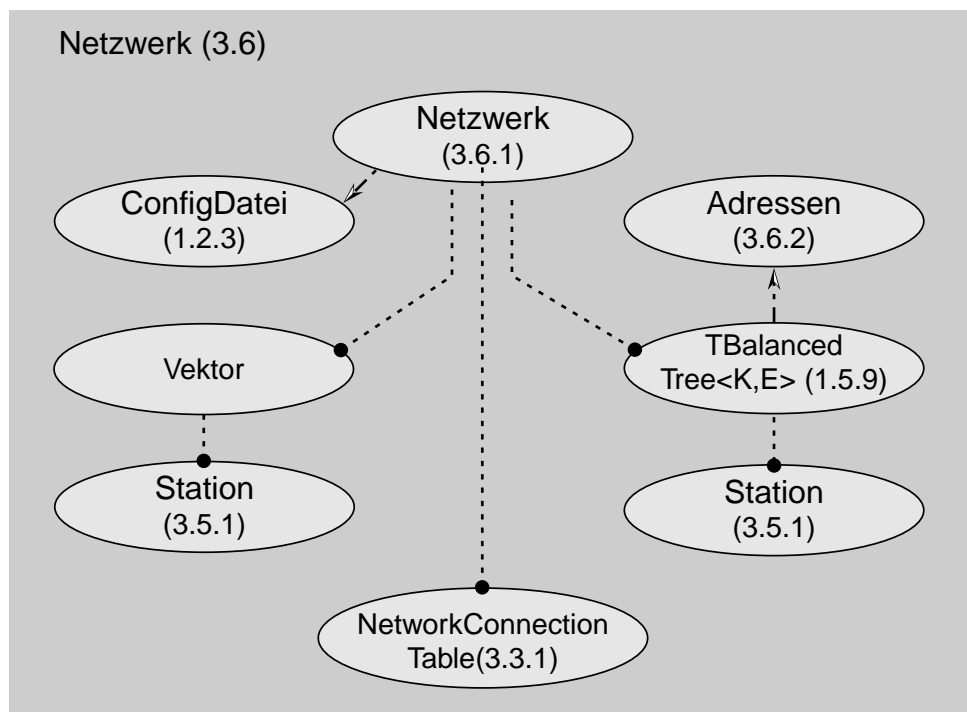 Netzwerk (3.6)
Netzwerk
(3.6.1)
ConfigDatei
(1.2.3)
Adressen
(3.6.2)
Vektor
TBalanced
Tree<K,E> (1.5.9)
Station
(3.5.1)
Station
(3.5.1)
NetworkConnection
Table(3.3.1)